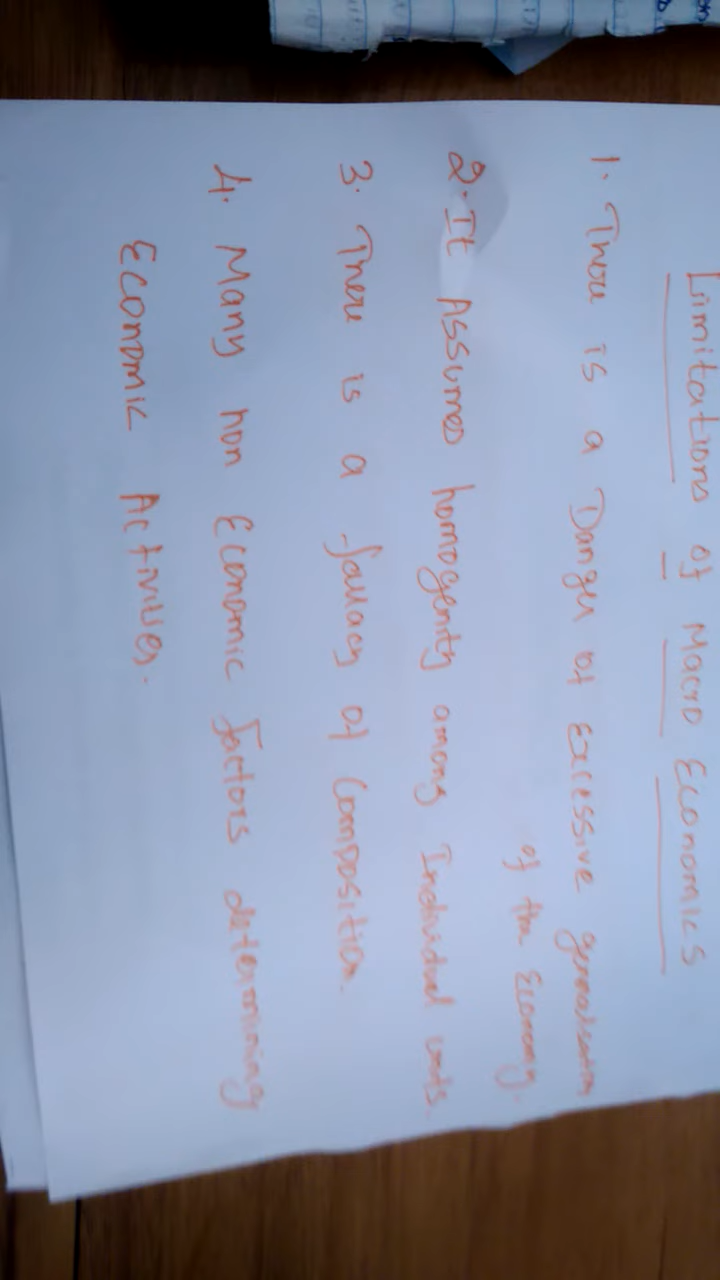 Limitations of Macro Economics
1. There is a Danger of Excessive generalisation
of the Economy.
2. It Assumes homogenity among Individual units.
3. There is a fallacy of Composition.
4. Many non Economic factors determining
Economic Activities.